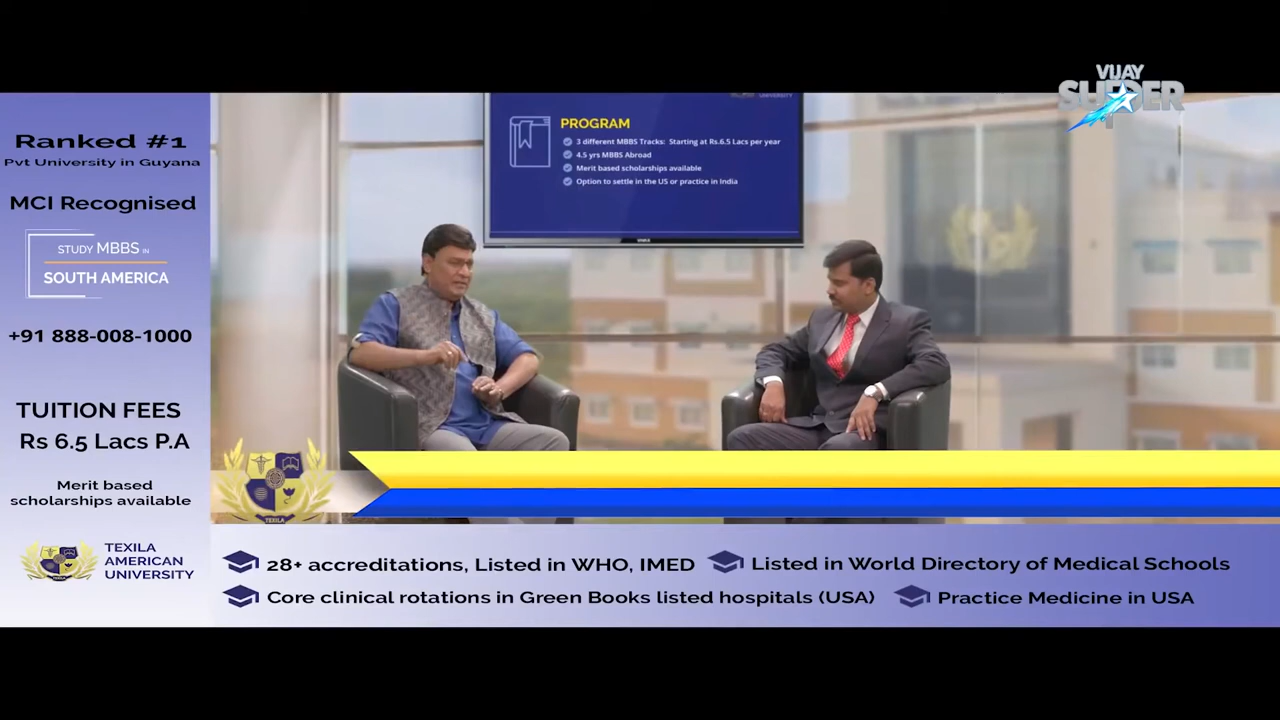 VIJAY
SUPER
Ranked #1
Pvt University in Guyana
MCI Recognised
STUDY MBBS IN
SOUTH AMERICA
+91 888-008-1000
TUITION FEES
Rs 6.5 Lacs P.A
Merit based
scholarships available
TEXILA
AMERICAN
UNIVERSITY
UNIVERSITY
PROGRAM
3 different MBBS Tracks: Starting at Rs.6.5 Lacs per year
4.5 yrs MBBS Abroad
Merit based scholarships available
Option to settle in the US or practice in India
TEXILA
28+ accreditations, Listed in WHO, IMED
Listed in World Directory of Medical Schools
Core clinical rotations in Green Books listed hospitals (USA)
Practice Medicine in USA